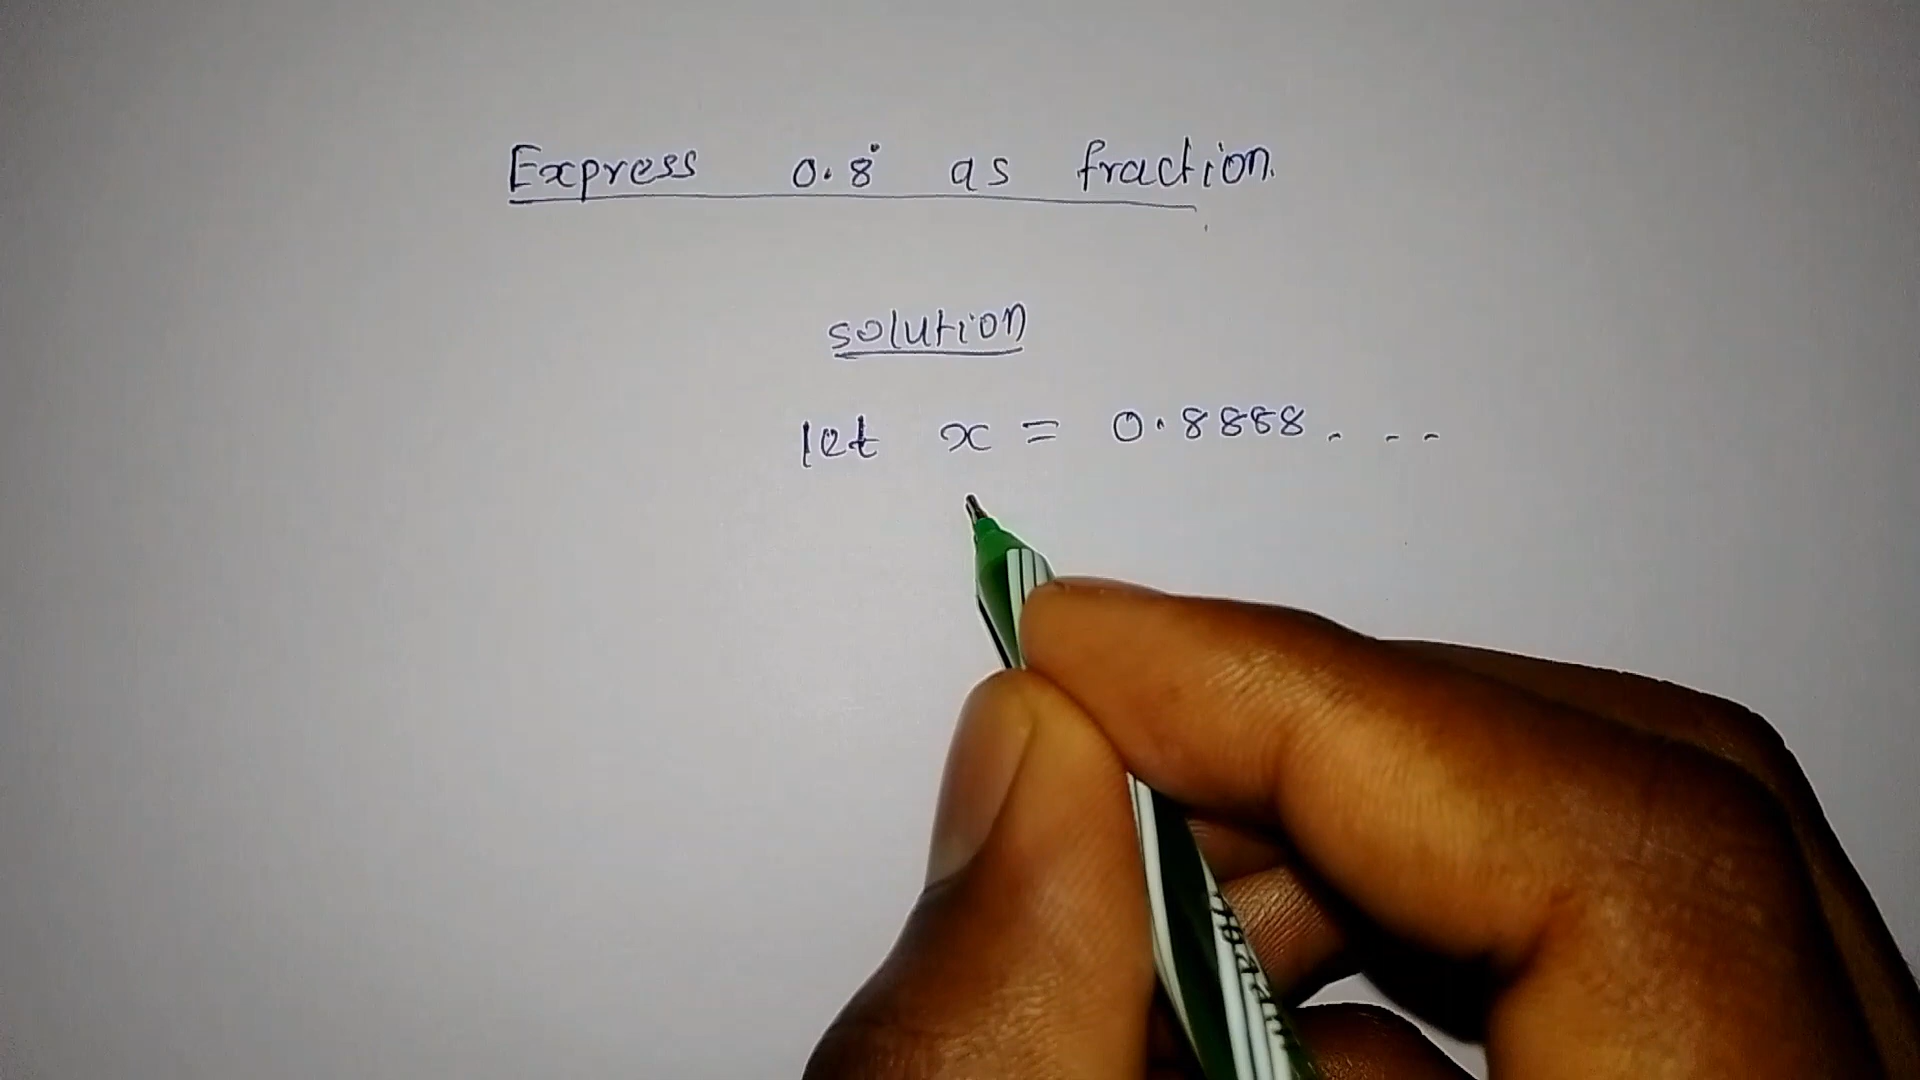 Express 0.8̇ as fraction.
solution
let x = 0.8888. . . .